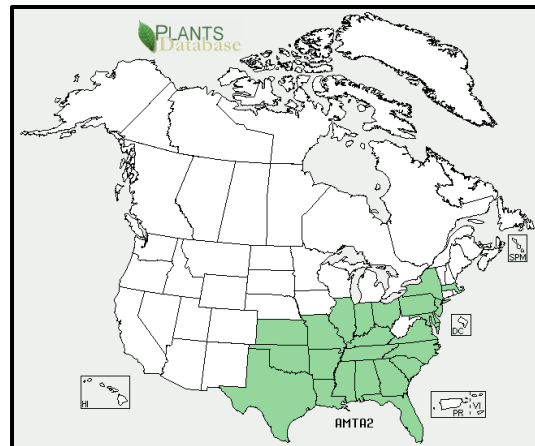 PLANTS
Database
SPM
DC
HI
PR
VI
AMTA2